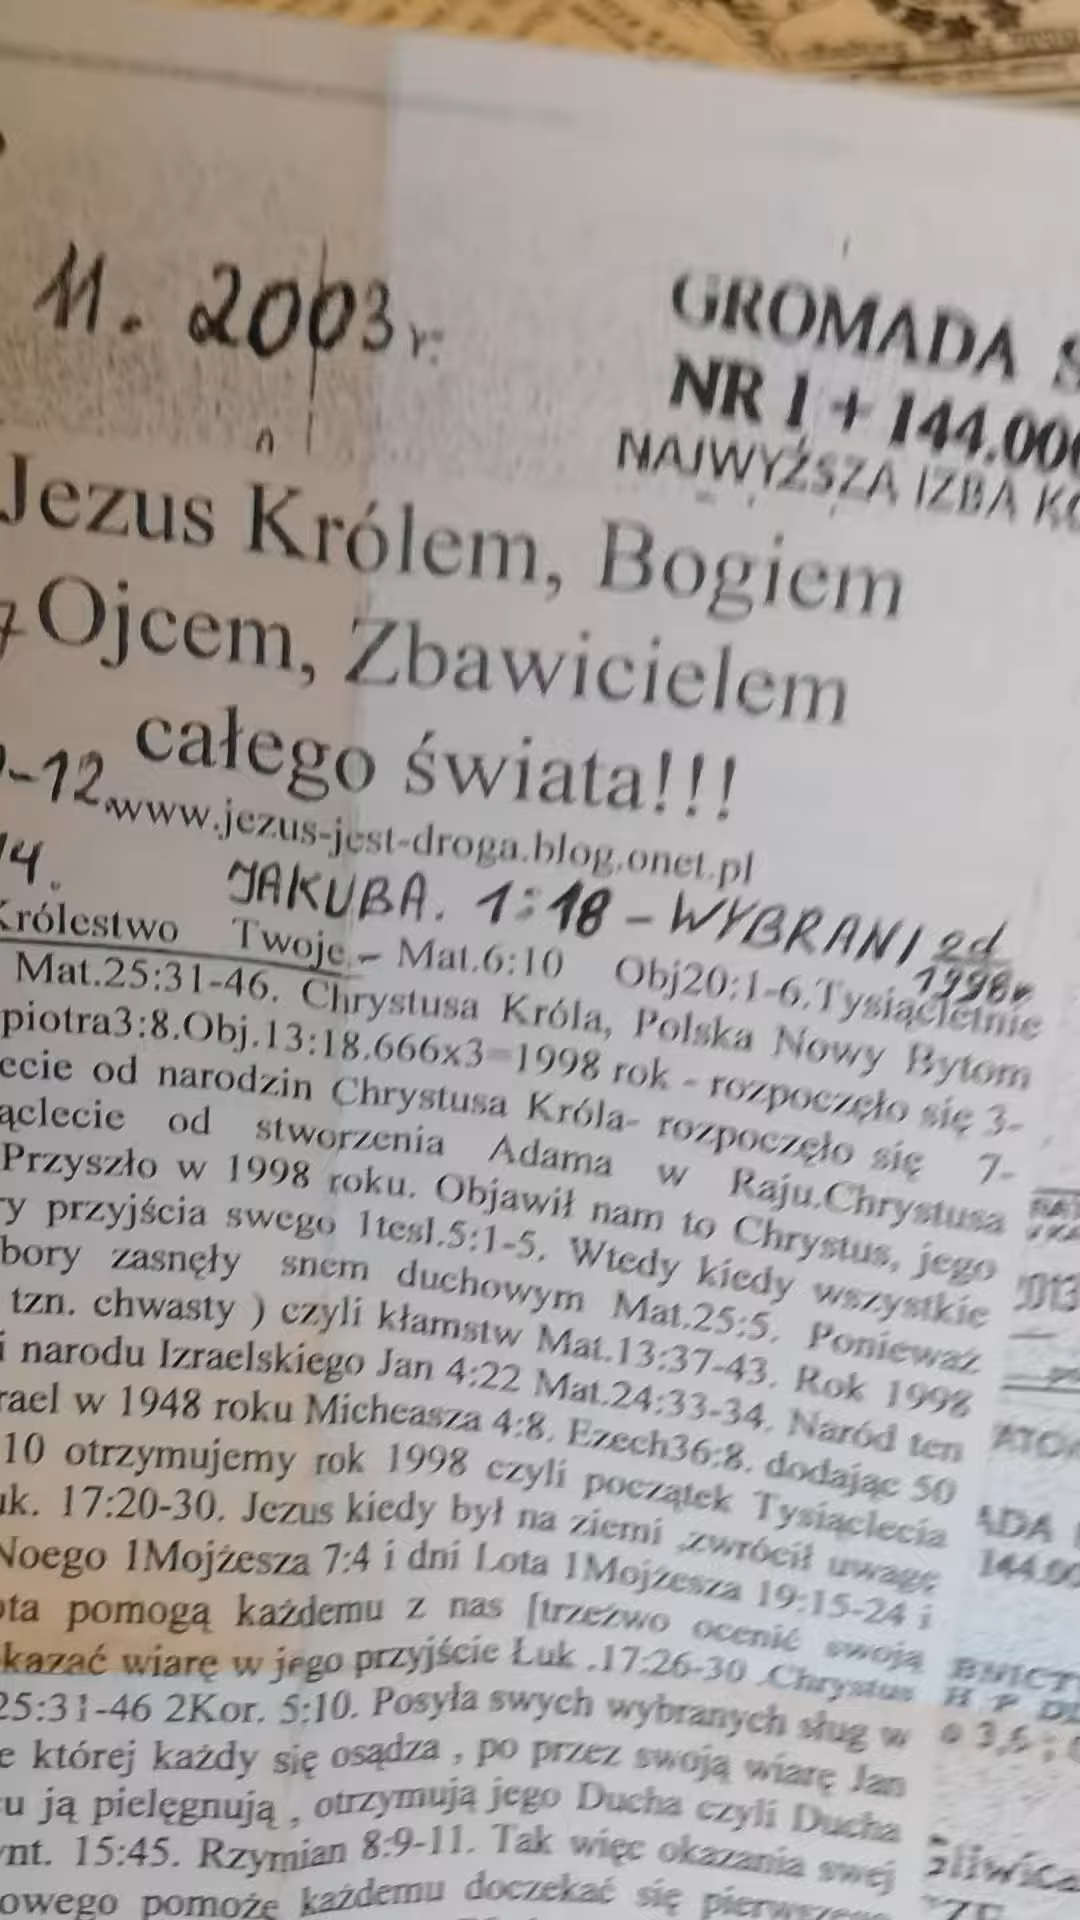 11. 2003 r.
GROMADA
NR 1 + 144.000
NAJWYŻSZA IZBA
Jezus Królem, Bogiem
Ojcem, Zbawicielem
-12. całego świata!!!
www.jezus-jest-droga.blog.onet.pl
14.
JAKUBA. 1:18 - WYBRANI od
1998r
Królestwo Twoje.- Mat.6:10 Obj20:1-6.Tysiącletnie
Mat.25:31-46. Chrystusa Króla, Polska Nowy Bytom
piotra3:8.Obj.13:18.666x3=1998 rok - rozpoczęło się 3-
ecie od narodzin Chrystusa Króla- rozpoczęło się 7-
ąclecie od stworzenia Adama w Raju.Chrystusa
Przyszło w 1998 roku. Objawił nam to Chrystus, jego
ry przyjścia swego 1tesl.5:1-5. Wtedy kiedy wszystkie
bory zasnęły snem duchowym Mat.25:5. Ponieważ
tzn. chwasty ) czyli kłamstw Mat.13:37-43. Rok 1998
i narodu Izraelskiego Jan 4:22 Mat.24:33-34. Naród ten
rael w 1948 roku Micheasza 4:8. Ezech36:8. dodając 50
10 otrzymujemy rok 1998 czyli początek Tysiąclecia
uk. 17:20-30. Jezus kiedy był na ziemi ,zwrócił uwagę
Noego 1Mojżesza 7:4 i dni Lota 1Mojzesza 19:15-24 i
ota pomogą każdemu z nas [trzeźwo ocenić swoją
kazać wiarę w jego przyjście Łuk .17:26-30 .Chrystus
25:31-46 2Kor. 5:10. Posyła swych wybranych sług w
e której każdy się osądza , po przez swoją wiarę Jan
u ją pielęgnują , otrzymują jego Ducha czyli Ducha
ynt. 15:45. Rzymian 8:9-11. Tak więc okazania swej
owego pomoże każdemu doczekać się